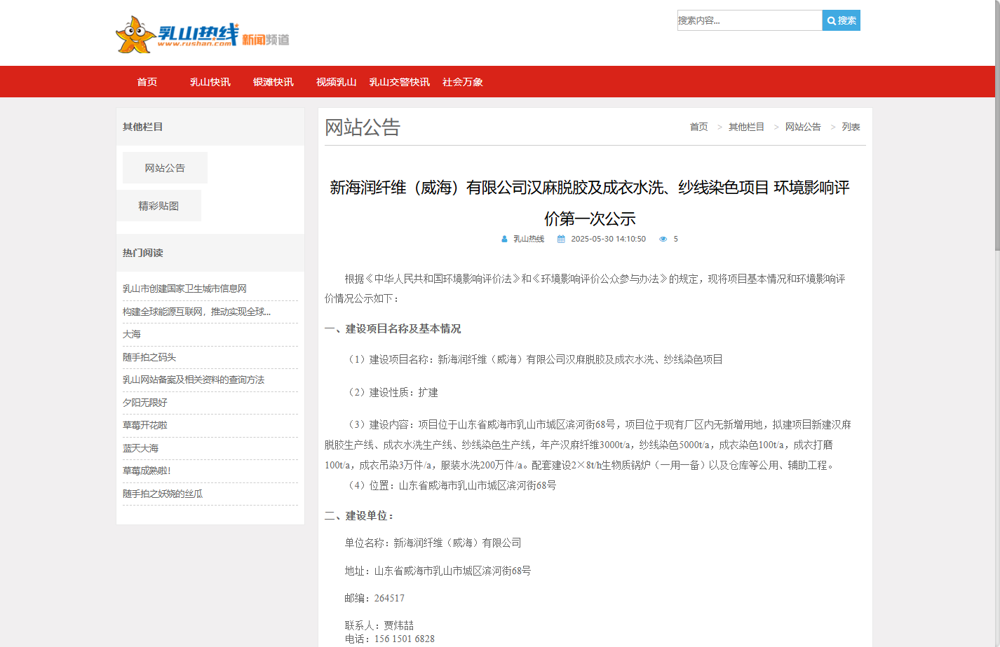 乳山热线 新闻频道
www.rushan.com
搜索内容...
搜索
首页 乳山快讯 银滩快讯 视频乳山 乳山交警快讯 社会万象
其他栏目
网站公告
精彩贴图
热门阅读
乳山市创建国家卫生城市信息网
构建全球能源互联网，推动实现全球...
大海
随手拍之码头
乳山网站备案及相关资料的查询方法
夕阳无限好
草莓开花啦
蓝天大海
草莓成熟啦！
随手拍之妖娆的丝瓜
网站公告
首页 > 其他栏目 > 网站公告 > 列表
新海润纤维（威海）有限公司汉麻脱胶及成衣水洗、纱线染色项目 环境影响评
价第一次公示
乳山热线 2025-05-30 14:10:50 5
根据《中华人民共和国环境影响评价法》和《环境影响评价公众参与办法》的规定，现将项目基本情况和环境影响评
价情况公示如下：
一、建设项目名称及基本情况
（1）建设项目名称：新海润纤维（威海）有限公司汉麻脱胶及成衣水洗、纱线染色项目
（2）建设性质：扩建
（3）建设内容：项目位于山东省威海市乳山市城区滨河街68号，项目位于现有厂区内无新增用地，拟建项目新建汉麻
脱胶生产线、成衣水洗生产线、纱线染色生产线，年产汉麻纤维3000t/a，纱线染色5000t/a，成衣染色100t/a，成衣打磨
100t/a，成衣吊染3万件/a，服装水洗200万件/a。配套建设2×8t/h生物质锅炉（一用一备）以及仓库等公用、辅助工程。
（4）位置：山东省威海市乳山市城区滨河街68号
二、建设单位：
单位名称：新海润纤维（威海）有限公司
地址：山东省威海市乳山市城区滨河街68号
邮编：264517
联系人：贾炜喆
电话：156 1501 6828